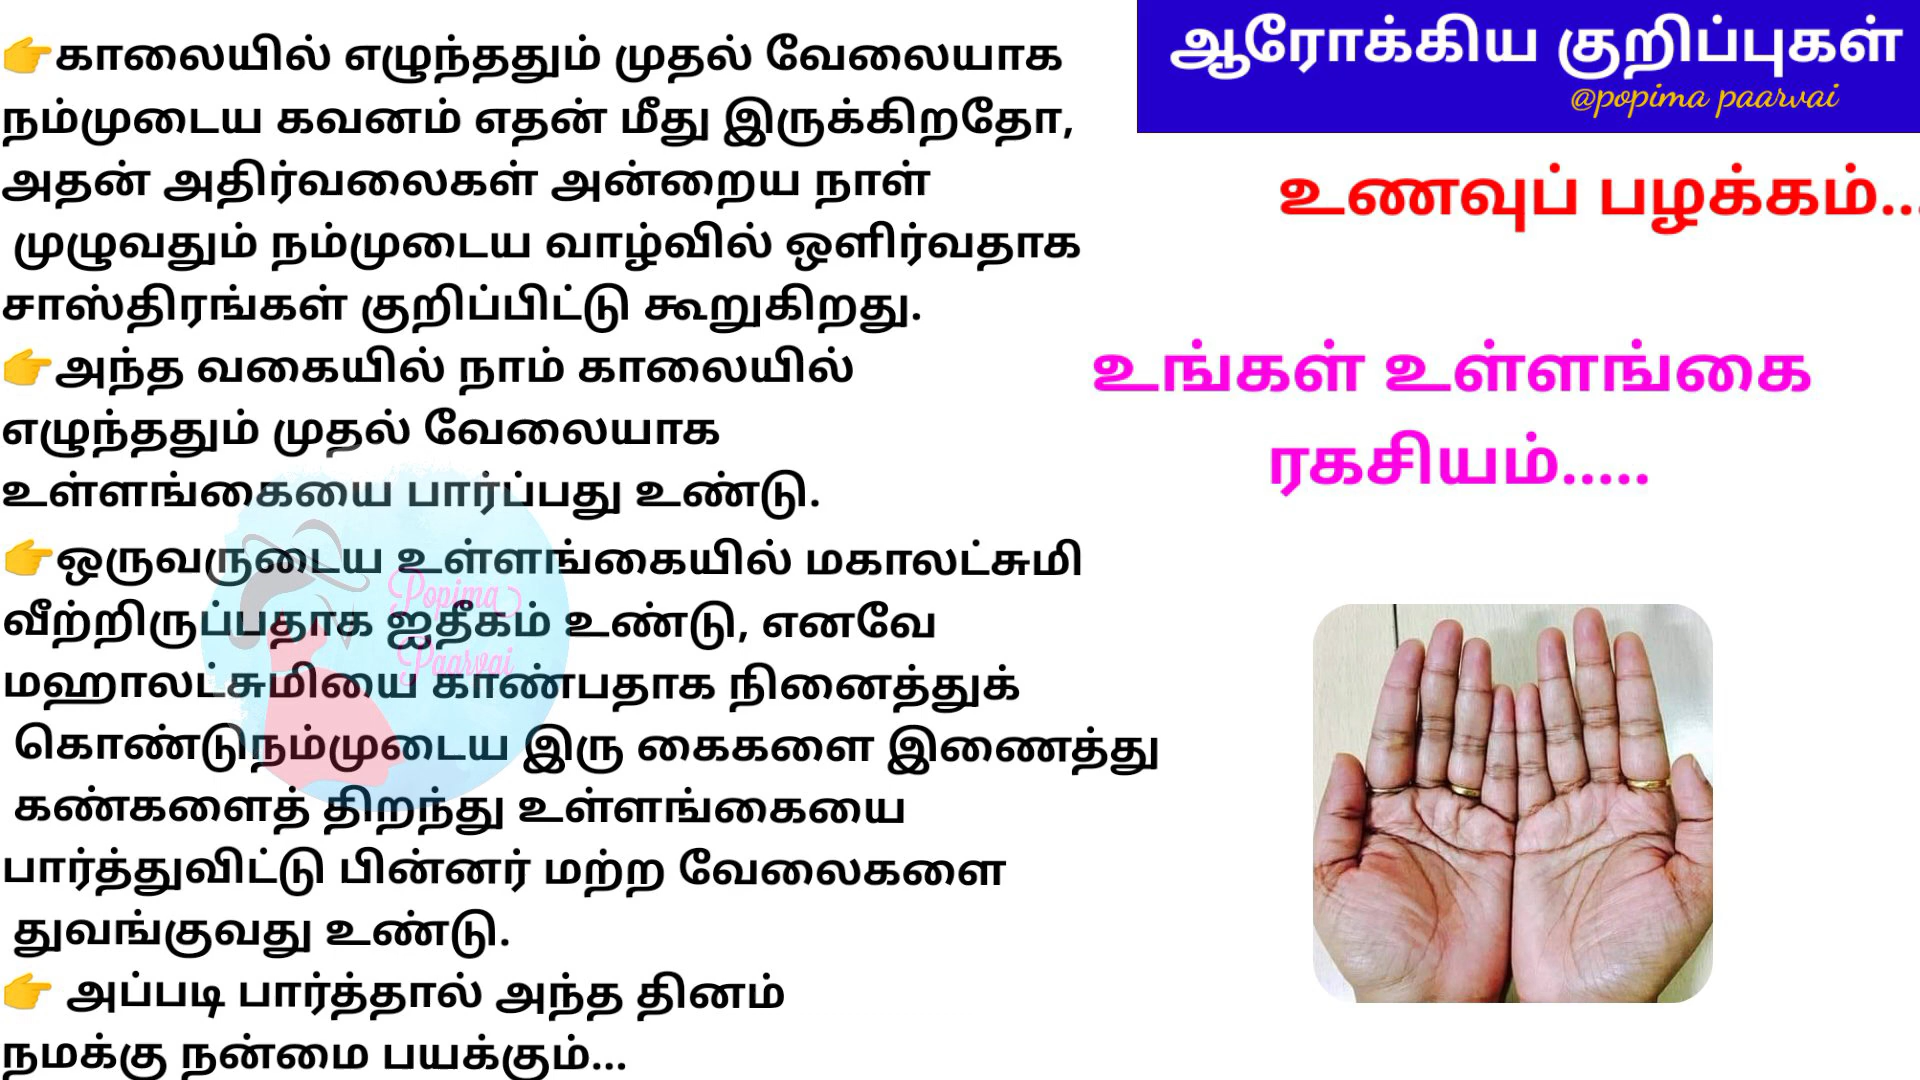 👉காலையில் எழுந்ததும் முதல் வேலையாக
நம்முடைய கவனம் எதன் மீது இருக்கிறதோ,
அதன் அதிர்வலைகள் அன்றைய நாள்
முழுவதும் நம்முடைய வாழ்வில் ஒளிர்வதாக
சாஸ்திரங்கள் குறிப்பிட்டு கூறுகிறது.
👉அந்த வகையில் நாம் காலையில்
எழுந்ததும் முதல் வேலையாக
உள்ளங்கையை பார்ப்பது உண்டு.
👉ஒருவருடைய உள்ளங்கையில் மகாலட்சுமி
வீற்றிருப்பதாக ஐதீகம் உண்டு, எனவே
மஹாலட்சுமியை காண்பதாக நினைத்துக்
கொண்டுநம்முடைய இரு கைகளை இணைத்து
கண்களைத் திறந்து உள்ளங்கையை
பார்த்துவிட்டு பின்னர் மற்ற வேலைகளை
துவங்குவது உண்டு.
👉 அப்படி பார்த்தால் அந்த தினம்
நமக்கு நன்மை பயக்கும்...
Popima
Paarvai
ஆரோக்கிய குறிப்புகள்
@popima paarvai
உணவுப் பழக்கம்...
உங்கள் உள்ளங்கை
ரகசியம்.....